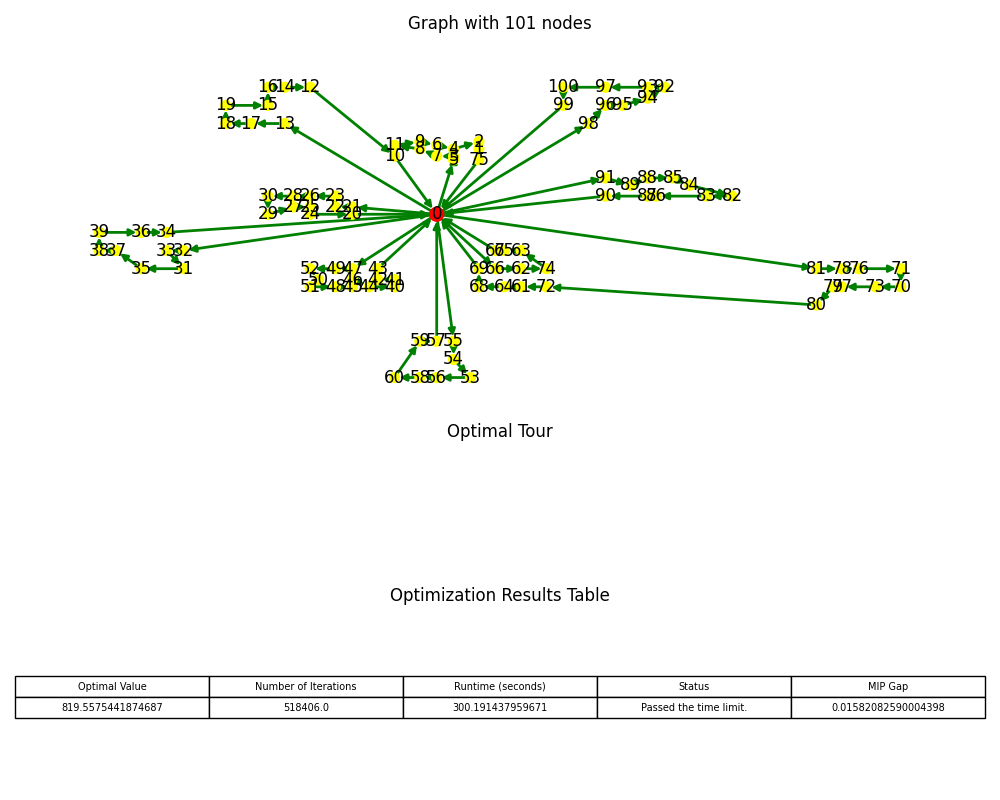 Graph with 101 nodes
16 14 12 100 97 93 92
19 15 99 96 95 94
18 17 13 98
11 9 6 4 2
10 8 7 3 1
5 75
91 89 88 85 84
30 28 26 23 90 87 86 83 82
29 27 25 22 21
24 20 0
39 36 34
38 37 33 32 67 65 63
35 31 52 49 47 43 69 66 62 74 81 78 76 71
50 46 42 41
51 48 45 44 40 68 64 61 72 79 77 73 70
80
59 57 55
54
60 58 56 53
Optimal Tour
Optimization Results Table
Optimal Value Number of Iterations Runtime (seconds) Status MIP Gap
819.5575441874687 518406.0 300.191437959671 Passed the time limit. 0.01582082590004398